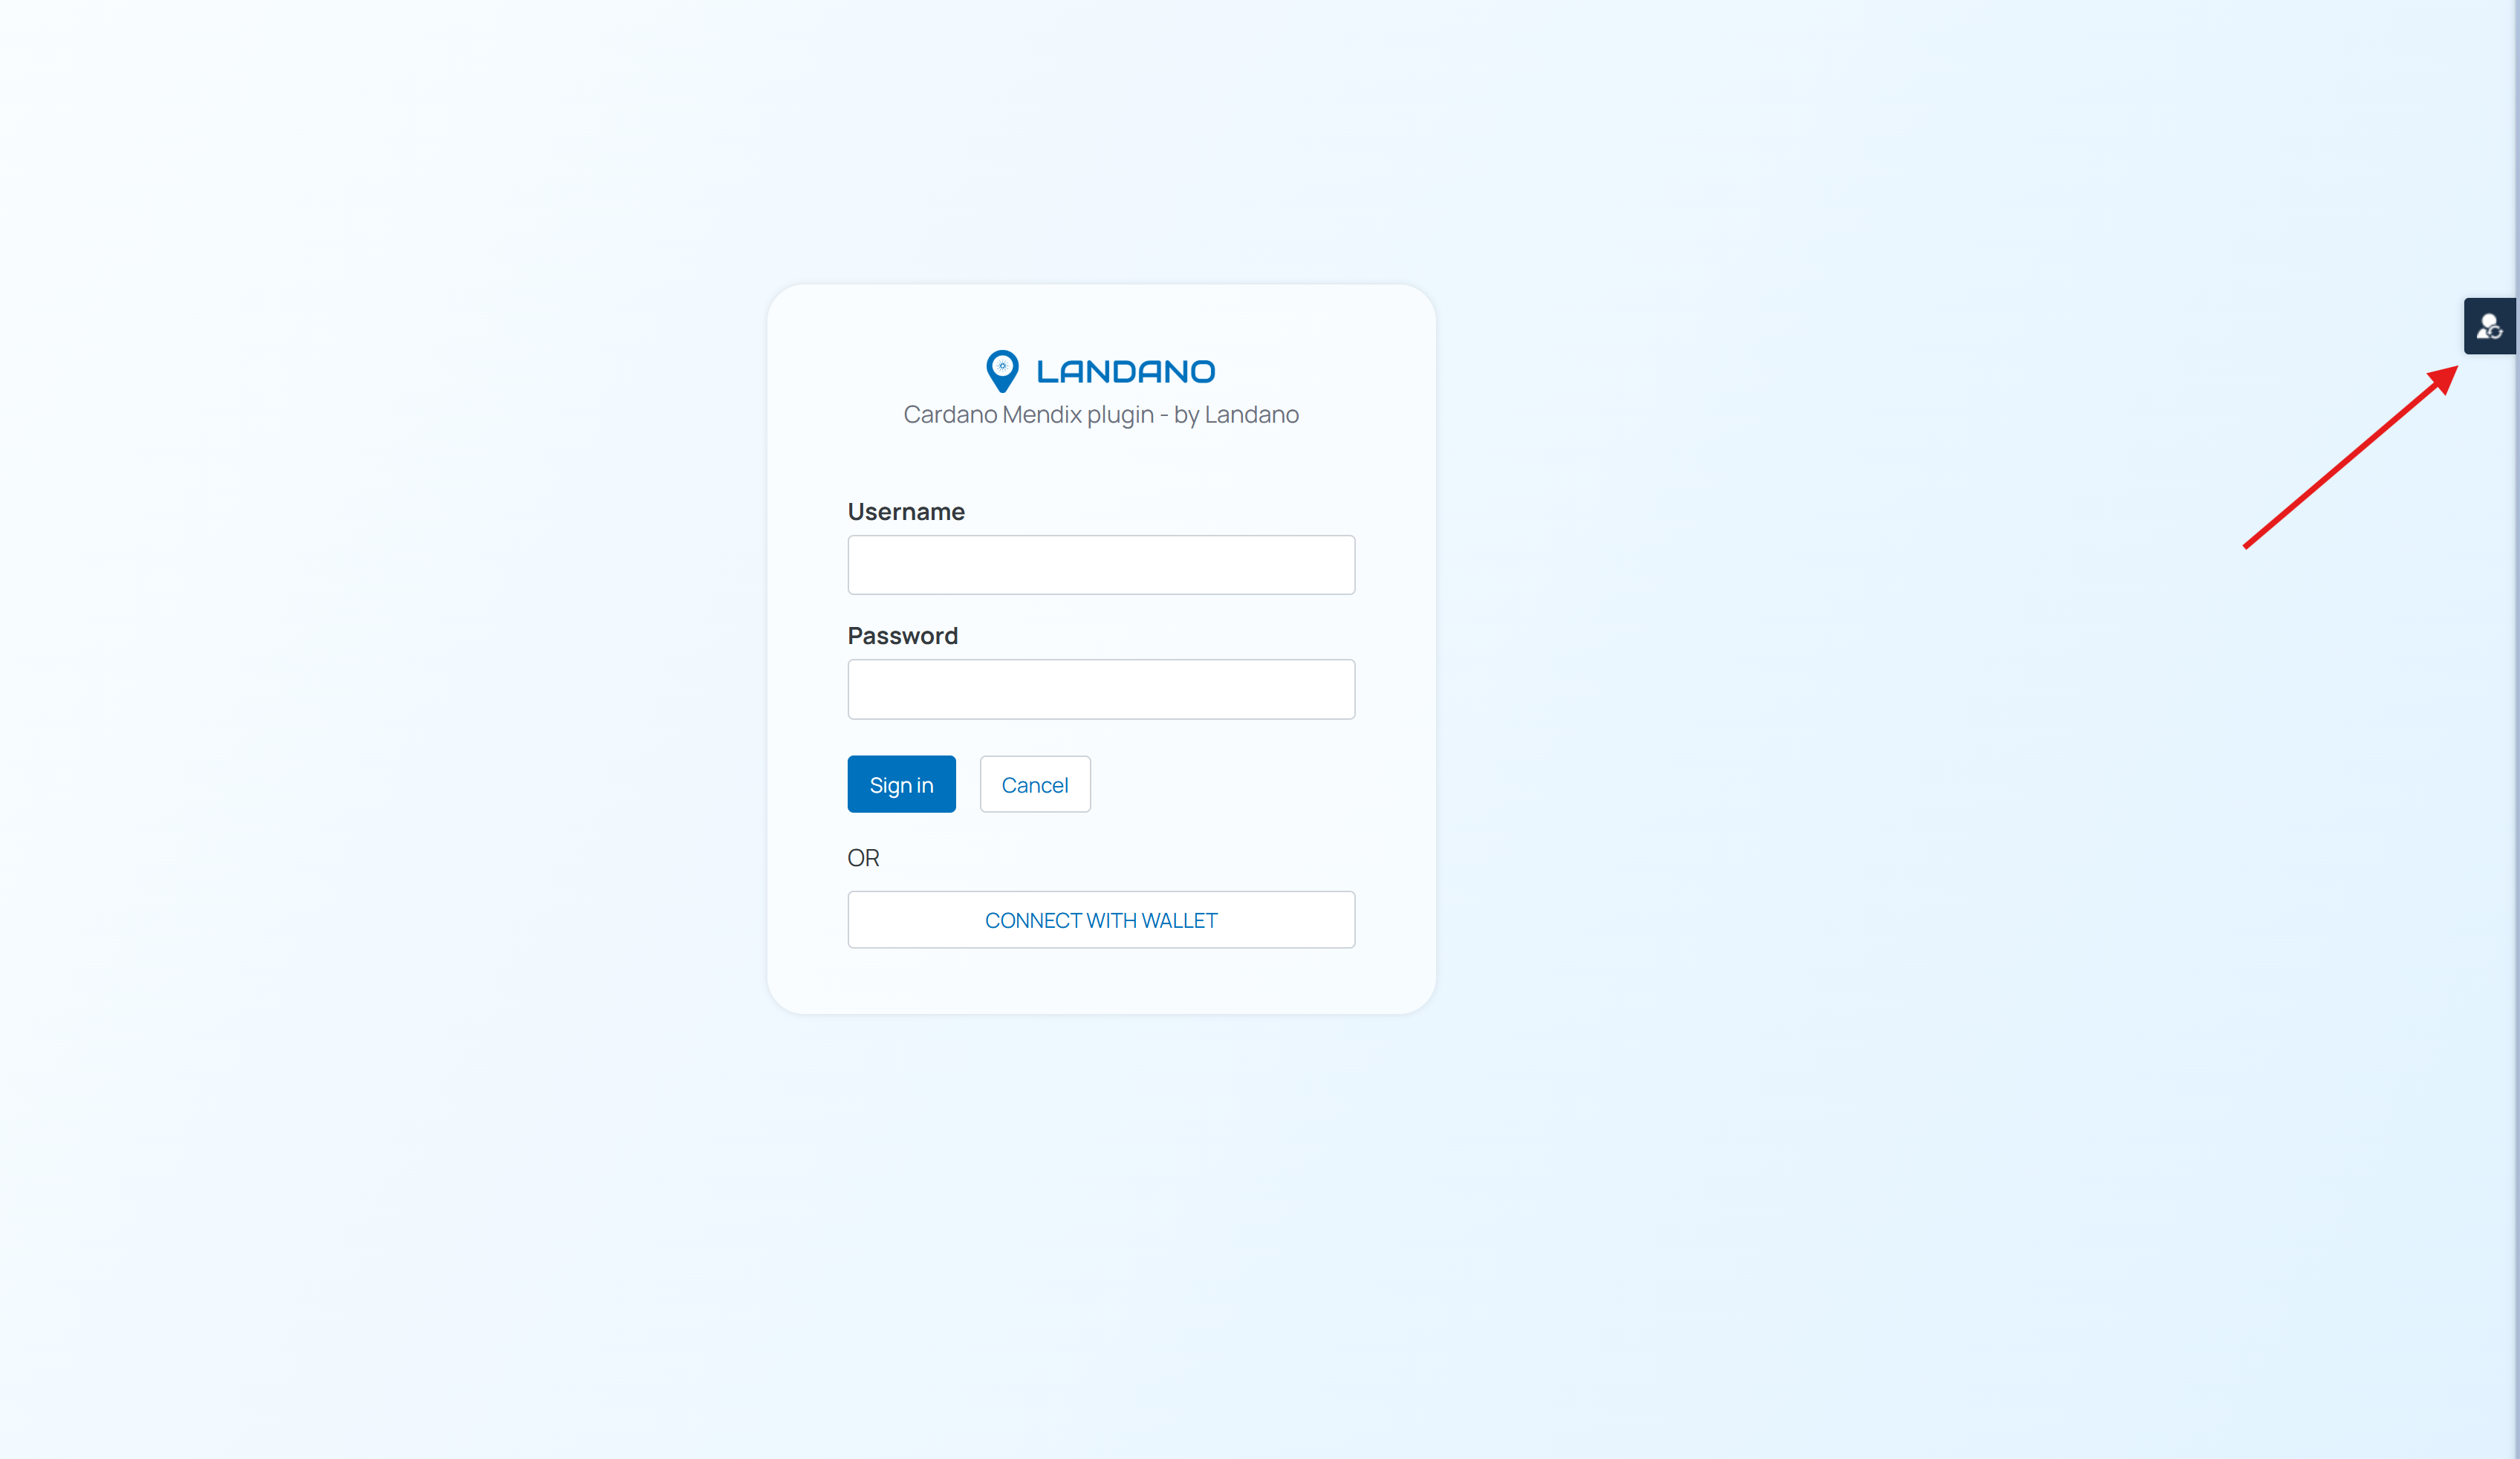 LANDANO
Cardano Mendix plugin - by Landano
Username
Password
Sign in
Cancel
OR
CONNECT WITH WALLET